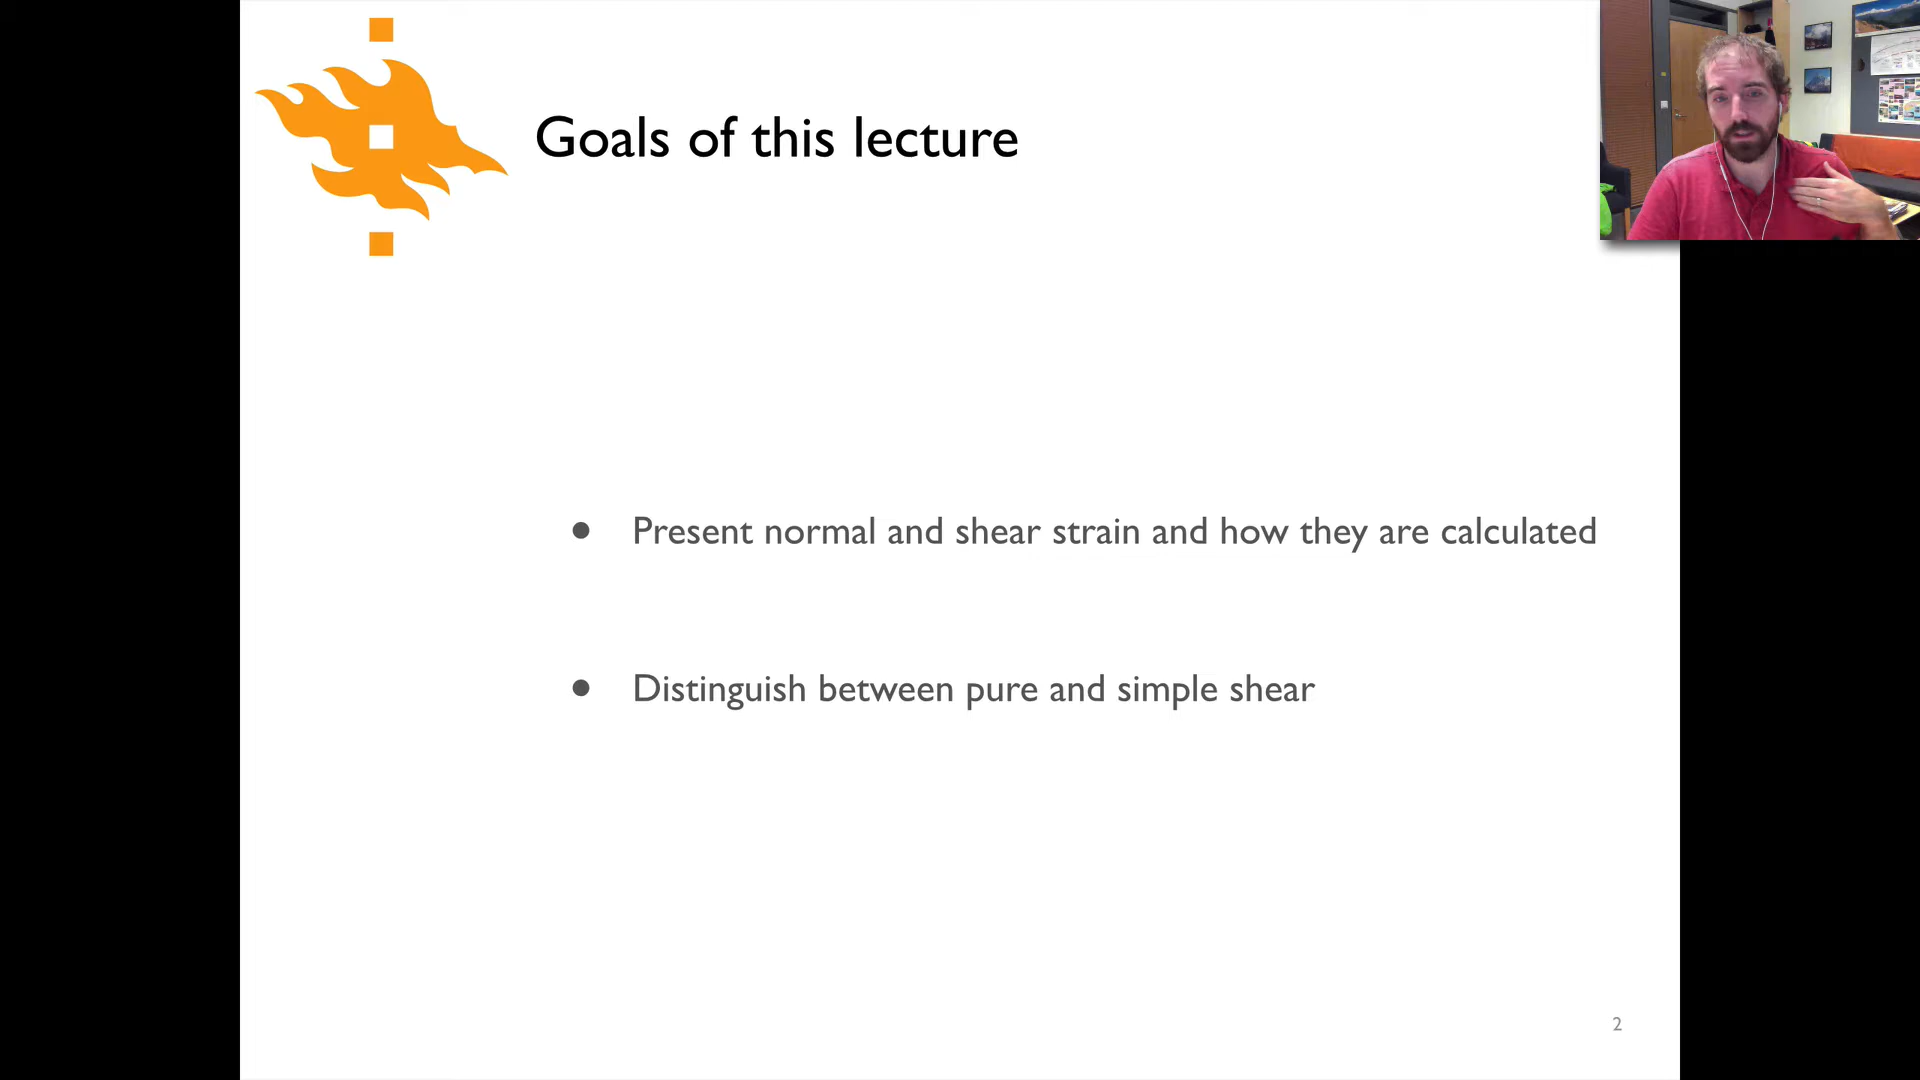 Goals of this lecture
● Present normal and shear strain and how they are calculated
● Distinguish between pure and simple shear
2